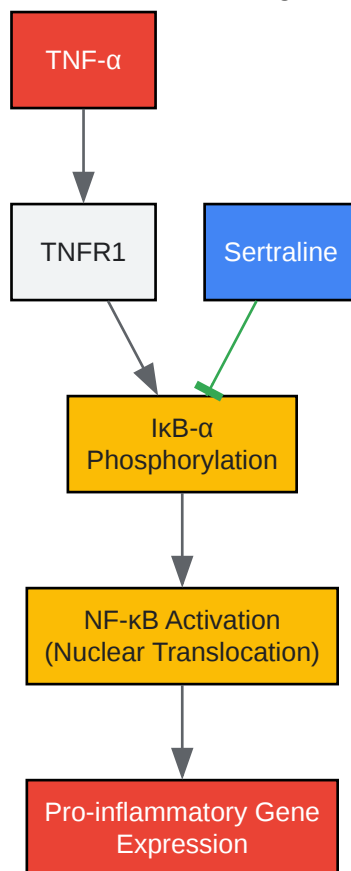 TNF-α
TNFR1
Sertraline
IκB-α
Phosphorylation
NF-κB Activation
(Nuclear Translocation)
Pro-inflammatory Gene
Expression